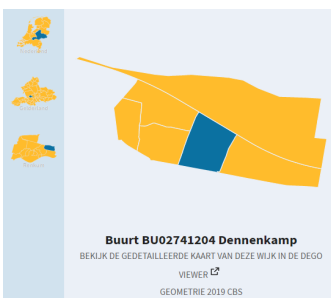 Buurt BU02741204 Dennenkamp
BEKIJK DE GEDETAILLEERDE KAART VAN DEZE WIJK IN DE DEGO
VIEWER
GEOMETRIE 2019 CBS